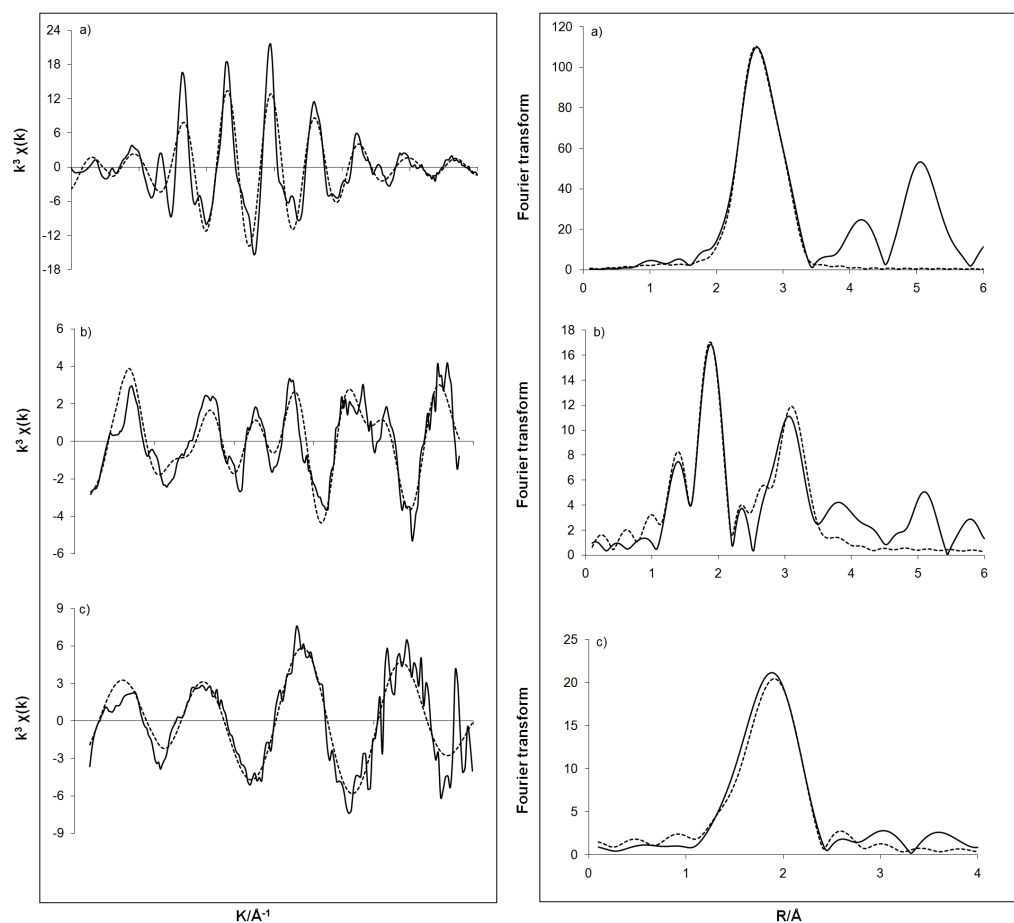 a)
24
18
12
6
0
-6
-12
-18
k³ χ(k)
b)
6
4
2
0
-2
-4
-6
k³ χ(k)
c)
9
6
3
0
-3
-6
-9
k³ χ(k)
K/Å⁻¹
a)
120
100
80
60
40
20
0
Fourier transform
0 1 2 3 4 5 6
b)
18
16
14
12
10
8
6
4
2
0
Fourier transform
0 1 2 3 4 5 6
c)
25
20
15
10
5
0
Fourier transform
0 1 2 3 4
R/Å